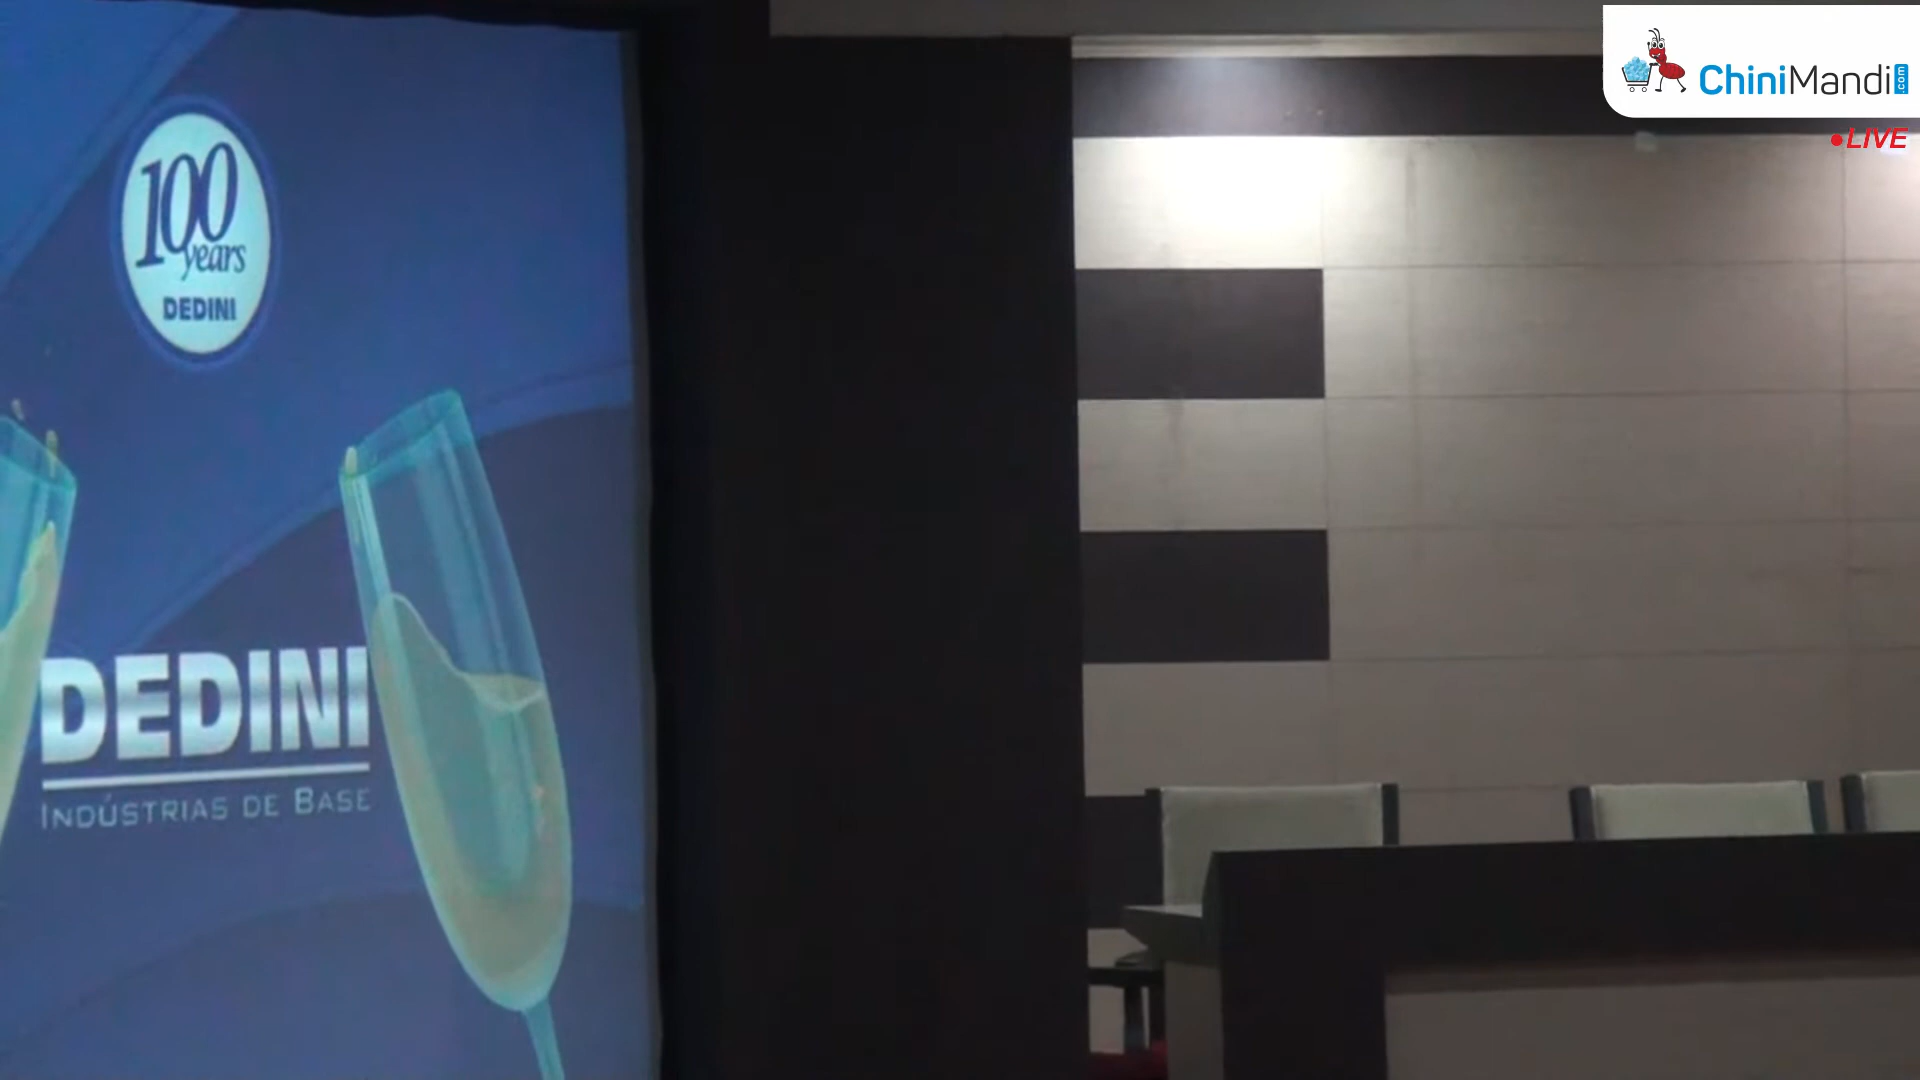 100
years
DEDINI
DEDINI
INDÚSTRIAS DE BASE
ChiniMandi.com
LIVE